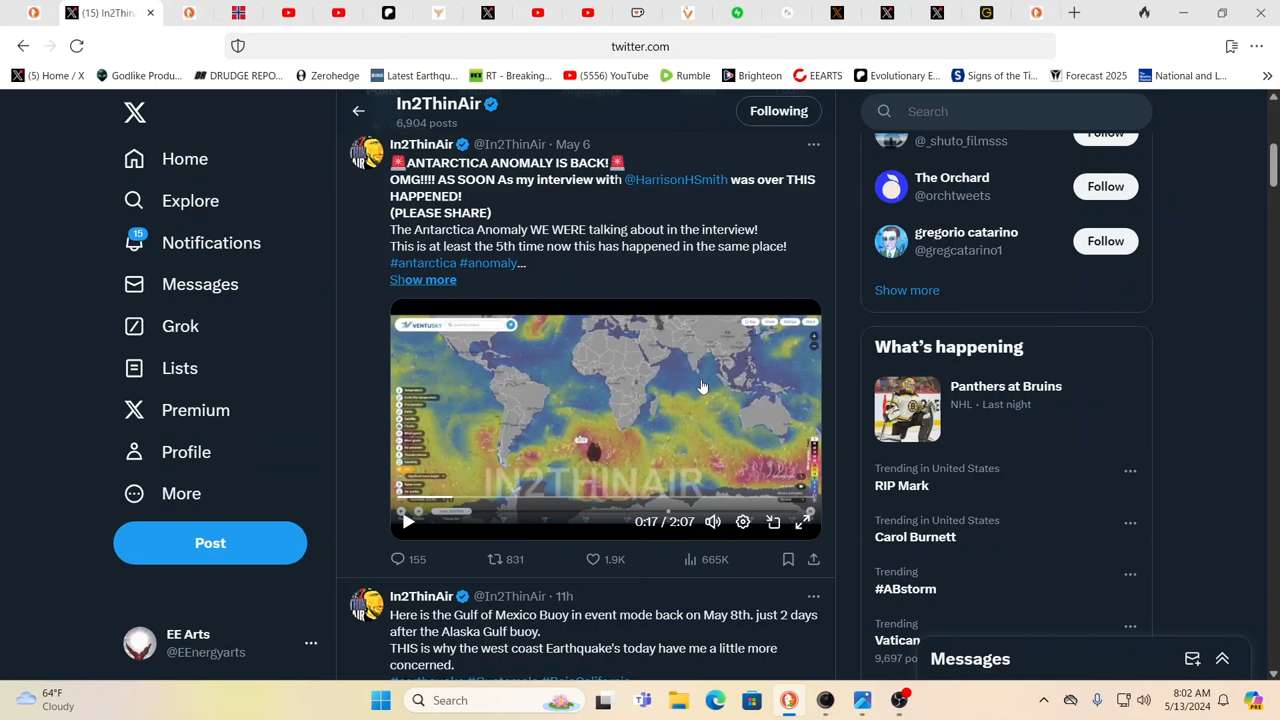 (15) In2Thin
twitter.com
(5) Home / X
Godlike Produ...
DRUDGE REPO...
Zerohedge
Latest Earthqu...
RT - Breaking...
(5556) YouTube
Rumble
Brighteon
EEARTS
Evolutionary E...
Signs of the Ti...
Forecast 2025
National and L...
X
Home
Explore
15
Notifications
Messages
Grok
Lists
Premium
Profile
More
Post
EE Arts
@EEnergyarts
In2ThinAir
6,904 posts
Following
In2ThinAir @In2ThinAir · May 6
🚨ANTARCTICA ANOMALY IS BACK!🚨
OMG!!!! AS SOON As my interview with @HarrisonHSmith was over THIS
HAPPENED!
(PLEASE SHARE)
The Antarctica Anomaly WE WERE talking about in the interview!
This is at least the 5th time now this has happened in the same place!
#antarctica #anomaly...
Show more
VENTUSKY
IN2THINAIR
0:17 / 2:07
155
831
1.9K
665K
In2ThinAir @In2ThinAir · 11h
Here is the Gulf of Mexico Buoy in event mode back on May 8th. just 2 days
after the Alaska Gulf buoy.
THIS is why the west coast Earthquake's today have me a little more
concerned.
#earthquake #Guatemala #BajaCalifornia
Search
Follow
@_shuto_filmsss
The Orchard
@orchtweets
Follow
gregorio catarino
@gregcatarino1
Follow
Show more
What's happening
Panthers at Bruins
NHL · Last night
Trending in United States
RIP Mark
Trending in United States
Carol Burnett
Trending
#ABstorm
Trending
Vatican
9,697 po
Messages
64°F
Cloudy
Search
8:02 AM
5/13/2024
PRE